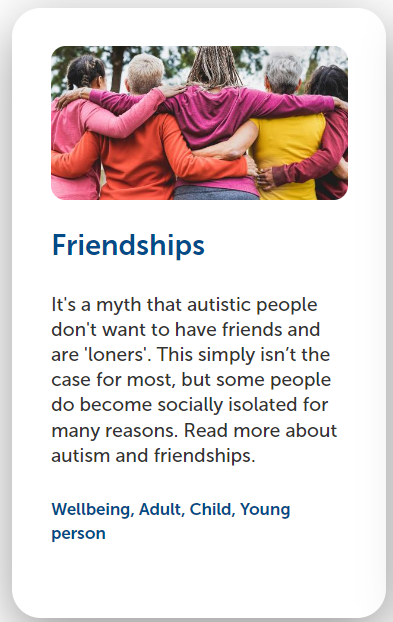 Friendships
It's a myth that autistic people
don't want to have friends and
are 'loners'. This simply isn’t the
case for most, but some people
do become socially isolated for
many reasons. Read more about
autism and friendships.
Wellbeing, Adult, Child, Young
person